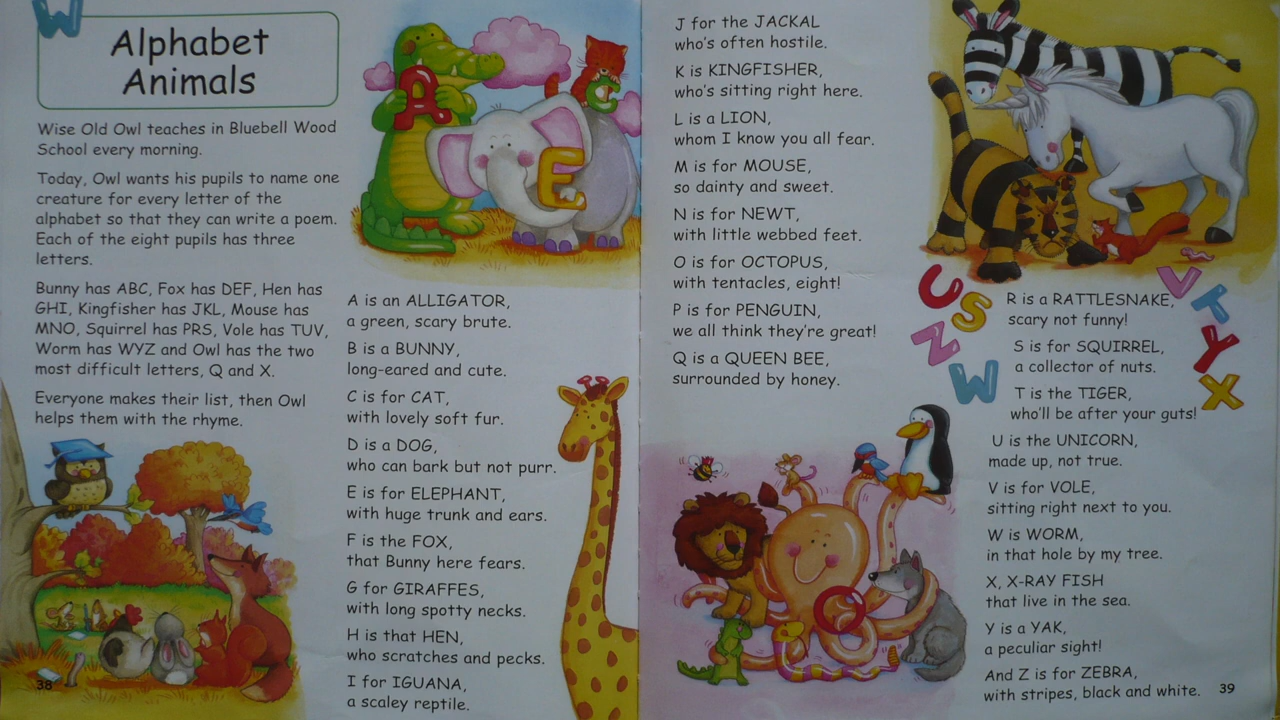 W
Alphabet
Animals
Wise Old Owl teaches in Bluebell Wood
School every morning.
Today, Owl wants his pupils to name one
creature for every letter of the
alphabet so that they can write a poem.
Each of the eight pupils has three
letters.
Bunny has ABC, Fox has DEF, Hen has
GHI, Kingfisher has JKL, Mouse has
MNO, Squirrel has PRS, Vole has TUV,
Worm has WYZ and Owl has the two
most difficult letters, Q and X.
Everyone makes their list, then Owl
helps them with the rhyme.
38
A
C
E
A is an ALLIGATOR,
a green, scary brute.
B is a BUNNY,
long-eared and cute.
C is for CAT,
with lovely soft fur.
D is a DOG,
who can bark but not purr.
E is for ELEPHANT,
with huge trunk and ears.
F is the FOX,
that Bunny here fears.
G for GIRAFFES,
with long spotty necks.
H is that HEN,
who scratches and pecks.
I for IGUANA,
a scaley reptile.
J for the JACKAL
who's often hostile.
K is KINGFISHER,
who's sitting right here.
L is a LION,
whom I know you all fear.
M is for MOUSE,
so dainty and sweet.
N is for NEWT,
with little webbed feet.
O is for OCTOPUS,
with tentacles, eight!
P is for PENGUIN,
we all think they're great!
Q is a QUEEN BEE,
surrounded by honey.
O
U
S
Z
W
V
T
Y
X
R is a RATTLESNAKE,
scary not funny!
S is for SQUIRREL,
a collector of nuts.
T is the TIGER,
who'll be after your guts!
U is the UNICORN,
made up, not true.
V is for VOLE,
sitting right next to you.
W is WORM,
in that hole by my tree.
X, X-RAY FISH
that live in the sea.
Y is a YAK,
a peculiar sight!
And Z is for ZEBRA,
with stripes, black and white.
39